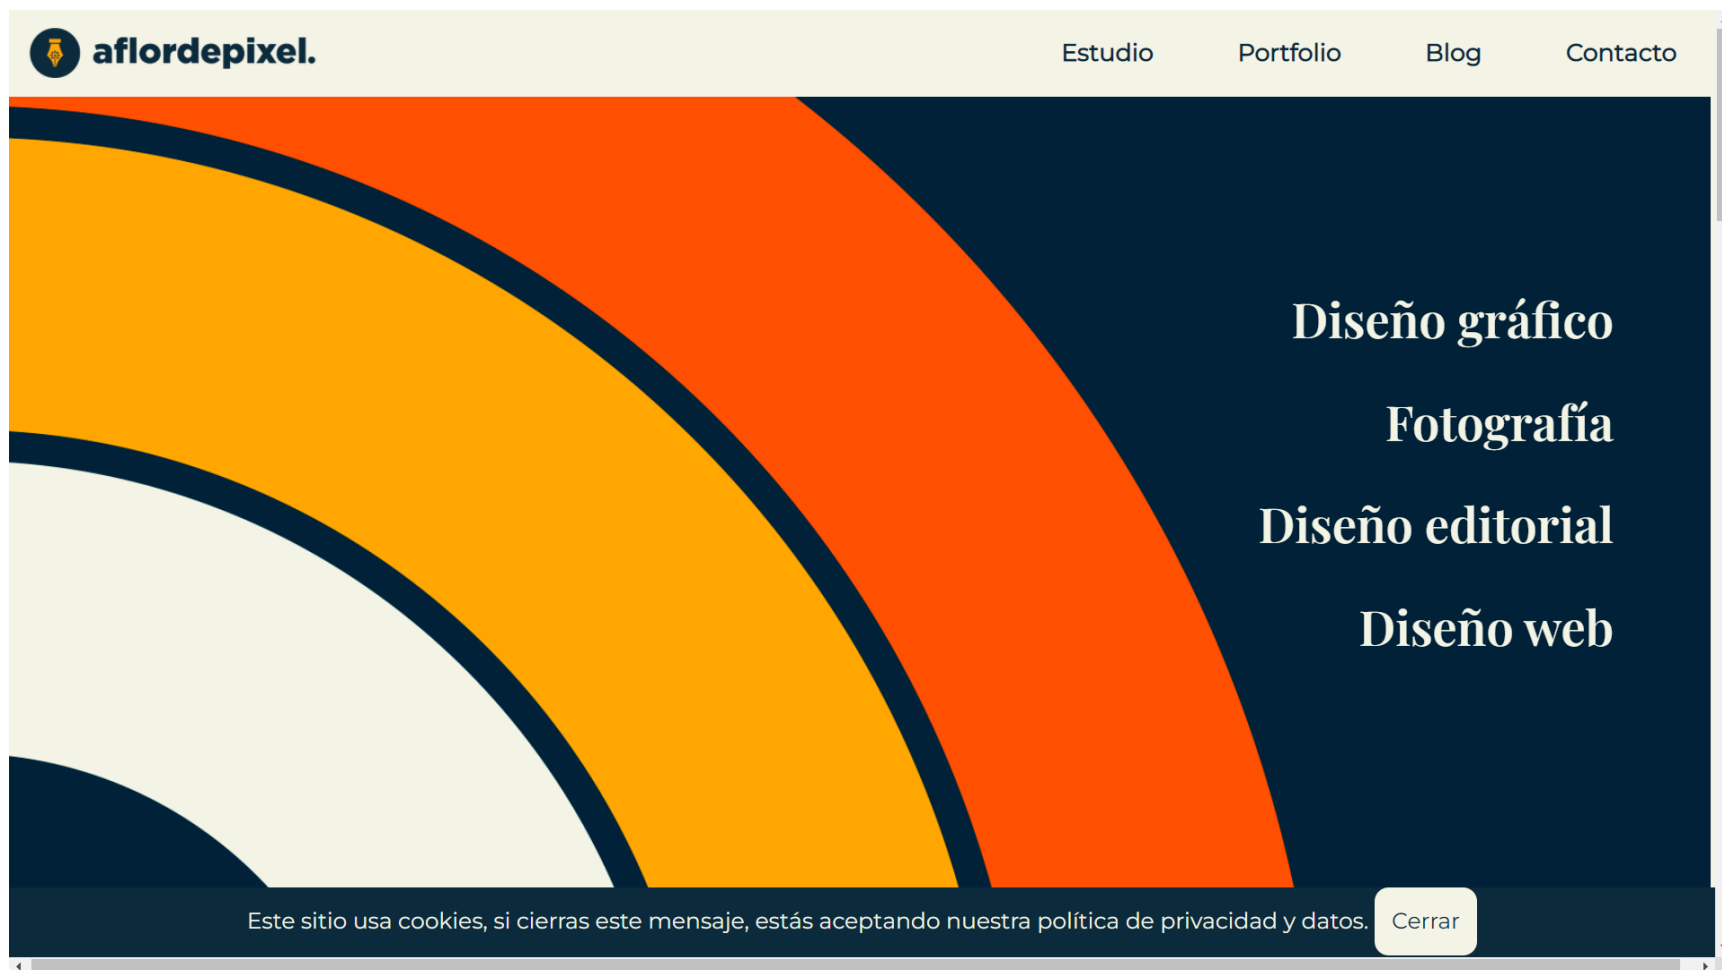 aflordepixel.
Estudio
Portfolio
Blog
Contacto
Diseño gráfico
Fotografía
Diseño editorial
Diseño web
Este sitio usa cookies, si cierras este mensaje, estás aceptando nuestra política de privacidad y datos.
Cerrar